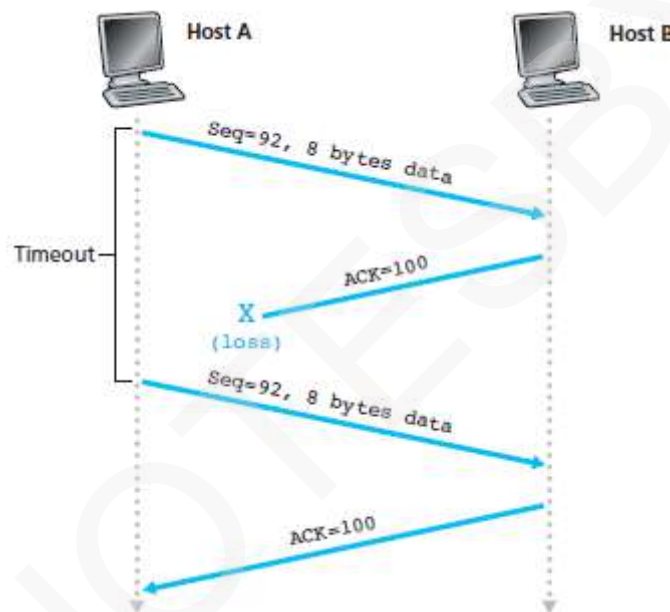 Host A
Host B
Seq=92, 8 bytes data
Timeout
ACK=100
X
(loss)
Seq=92, 8 bytes data
ACK=100